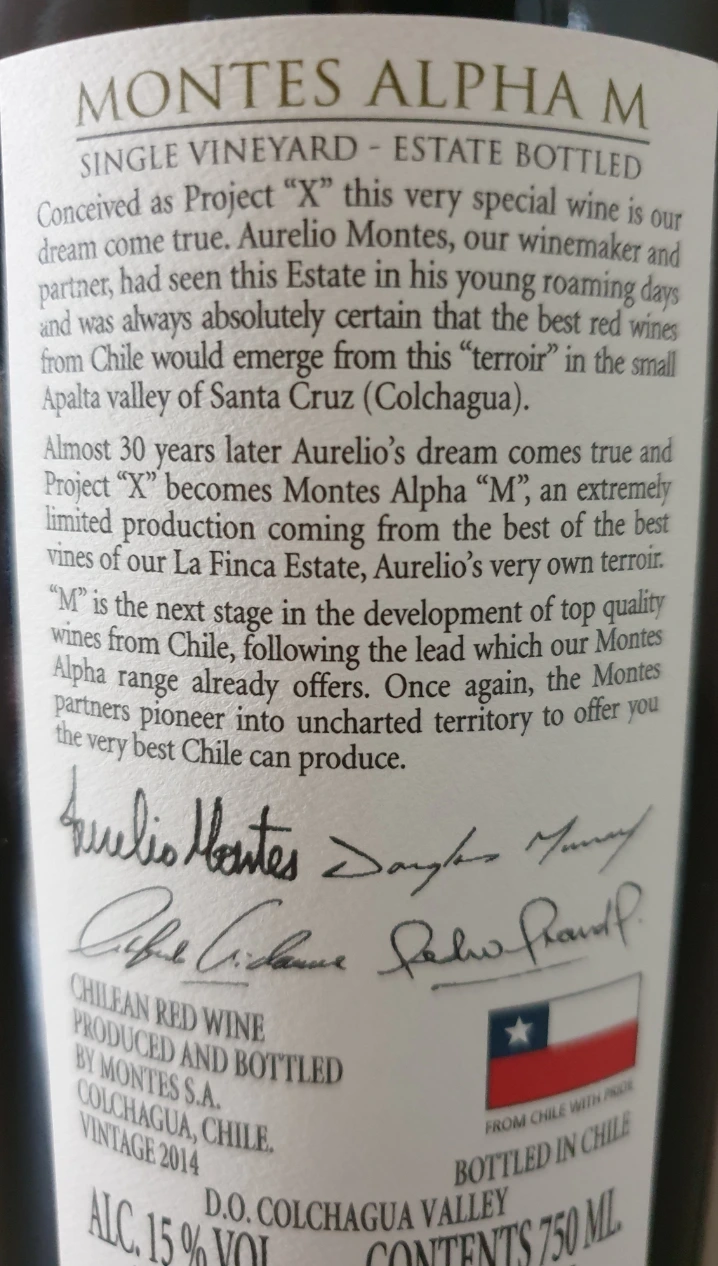 MONTES ALPHA M
SINGLE VINEYARD - ESTATE BOTTLED
Conceived as Project “X” this very special wine is our
dream come true. Aurelio Montes, our winemaker and
partner, had seen this Estate in his young roaming days
and was always absolutely certain that the best red wines
from Chile would emerge from this “terroir” in the small
Apalta valley of Santa Cruz (Colchagua).
Almost 30 years later Aurelio’s dream comes true and
Project “X” becomes Montes Alpha “M”, an extremely
limited production coming from the best of the best
vines of our La Finca Estate, Aurelio’s very own terroir.
“M” is the next stage in the development of top quality
wines from Chile, following the lead which our Montes
Alpha range already offers. Once again, the Montes
partners pioneer into uncharted territory to offer you
the very best Chile can produce.
Aurelio Montes Douglas Murray
CHILEAN RED WINE
PRODUCED AND BOTTLED
BY MONTES S.A.
COLCHAGUA, CHILE.
VINTAGE 2014
FROM CHILE WITH PRIDE
BOTTLED IN CHILE
D.O. COLCHAGUA VALLEY
ALC. 15 % VOL
CONTENTS 750 ML.